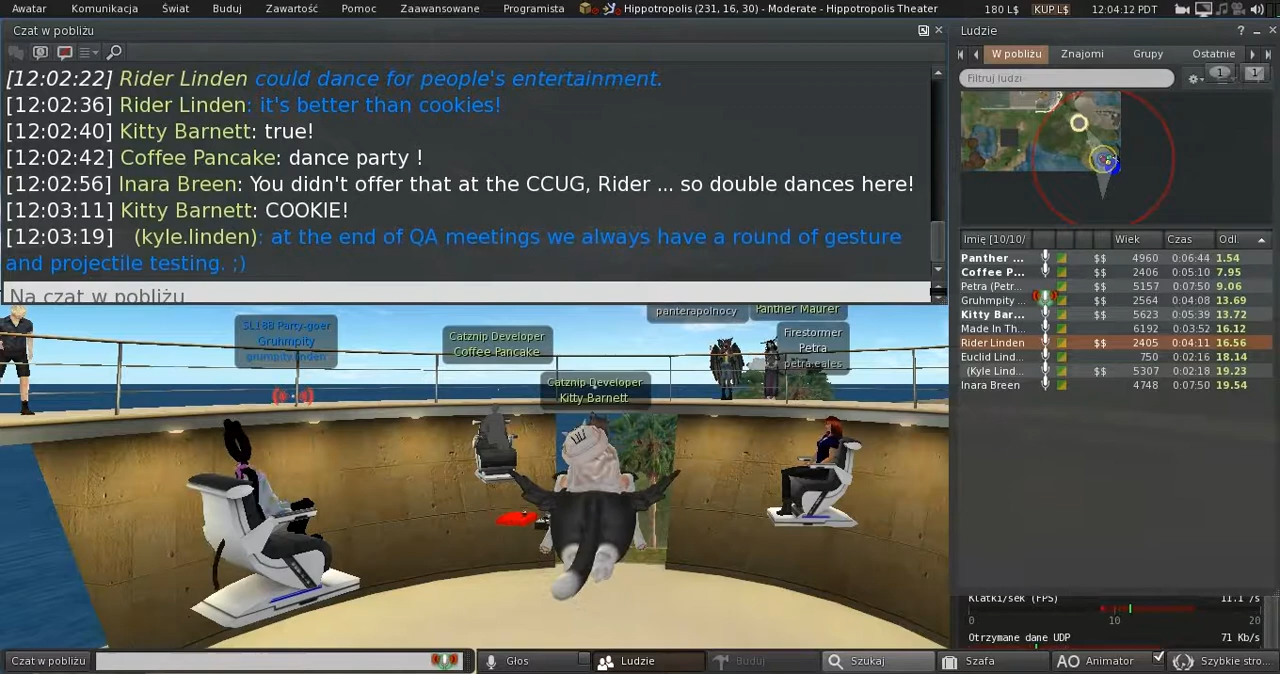 Awatar Komunikacja Świat Buduj Zawartość Pomoc Zaawansowane Programista Hippotropolis (231, 16, 30) - Moderate - Hippotropolis Theater 180 L$ KUP L$ 12:04:12 PDT
Czat w pobliżu
[12:02:22] Rider Linden could dance for people's entertainment.
[12:02:36] Rider Linden: it's better than cookies!
[12:02:40] Kitty Barnett: true!
[12:02:42] Coffee Pancake: dance party !
[12:02:56] Inara Breen: You didn't offer that at the CCUG, Rider ... so double dances here!
[12:03:11] Kitty Barnett: COOKIE!
[12:03:19] (kyle.linden): at the end of QA meetings we always have a round of gesture
and projectile testing. ;)
Na czat w pobliżu
Ludzie ?
W pobliżu Znajomi Grupy Ostatnie
Filtruj ludzi 1 1
Imię [10/10/ Wiek Czas Odl.
Panther ... $$ 4960 0:06:44 1.54
Coffee P... $$ 2406 0:05:10 7.95
Petra (Petr... $$ 5157 0:07:50 9.06
Gruhmpity ... $$ 2564 0:04:08 13.69
Kitty Bar... $$ 5623 0:05:39 13.72
Made In Th... 6192 0:03:52 16.12
Rider Linden $$ 2405 0:04:11 16.56
Euclid Lind... 750 0:02:16 18.14
(Kyle Lind... $$ 5307 0:02:18 19.23
Inara Breen 4748 0:07:50 19.54
Klatki/sek (FPS) 11.1 /s
0 10 20
Otrzymane dane UDP 71 Kb/s
SL18B Party-goer
Gruhmpity
grumpity.linden
Catznip Developer
Coffee Pancake
Catznip Developer
Kitty Barnett
panterapolnocy
Panther Maurer
Firestormer
Petra
petra.eales
Czat w pobliżu Głos Ludzie Buduj Szukaj Szafa AO Animator Szybkie stro...